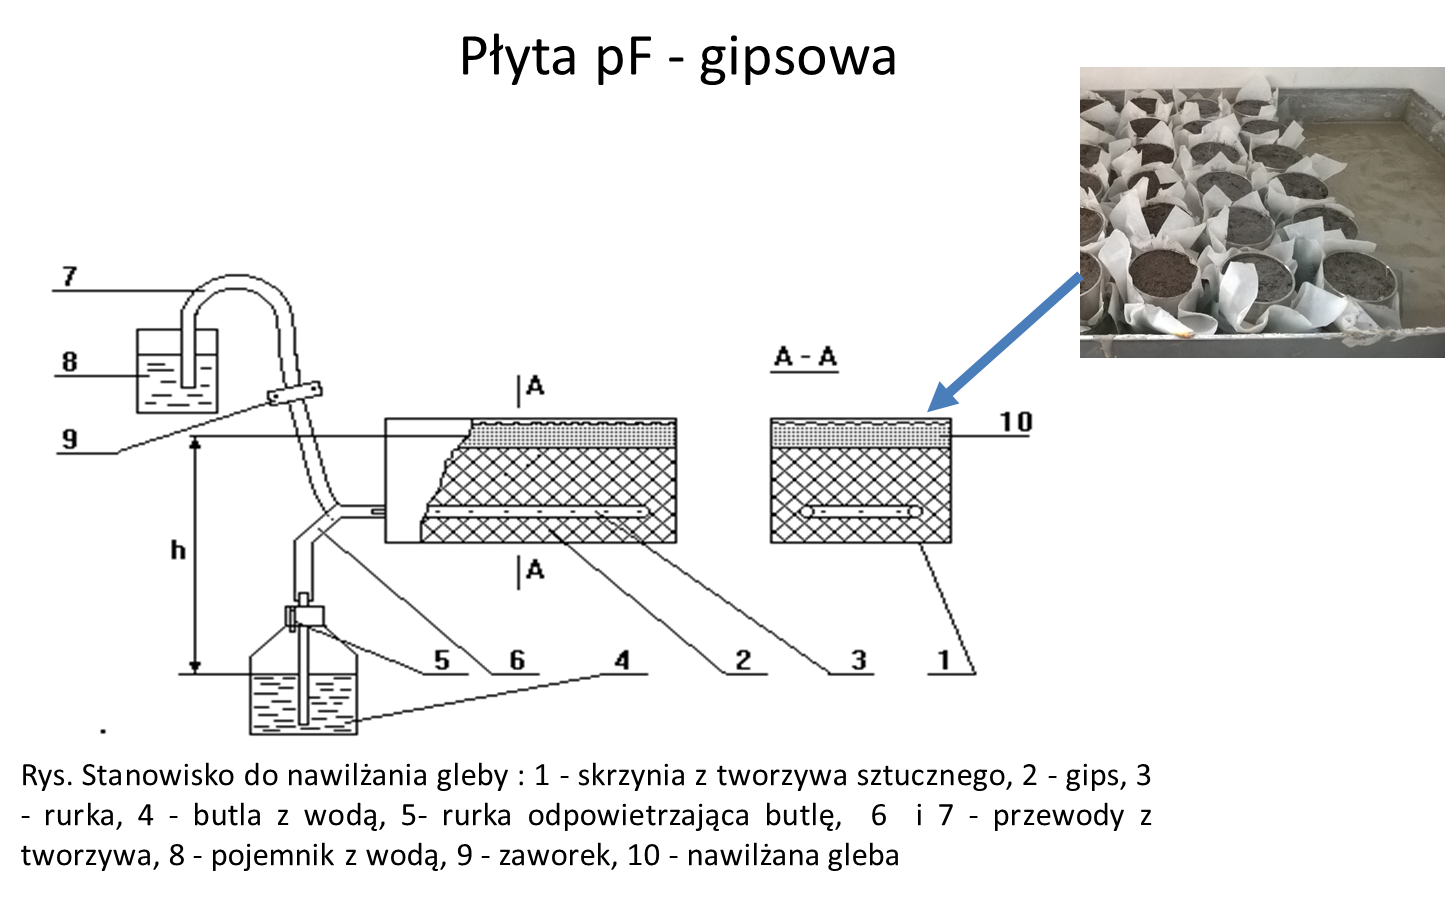 Płyta pF - gipsowa
7
8
9
h
A
A
A - A
10
5
6
4
2
3
1
Rys. Stanowisko do nawilżania gleby : 1 - skrzynia z tworzywa sztucznego, 2 - gips, 3
- rurka, 4 - butla z wodą, 5- rurka odpowietrzająca butlę, 6 i 7 - przewody z
tworzywa, 8 - pojemnik z wodą, 9 - zaworek, 10 - nawilżana gleba